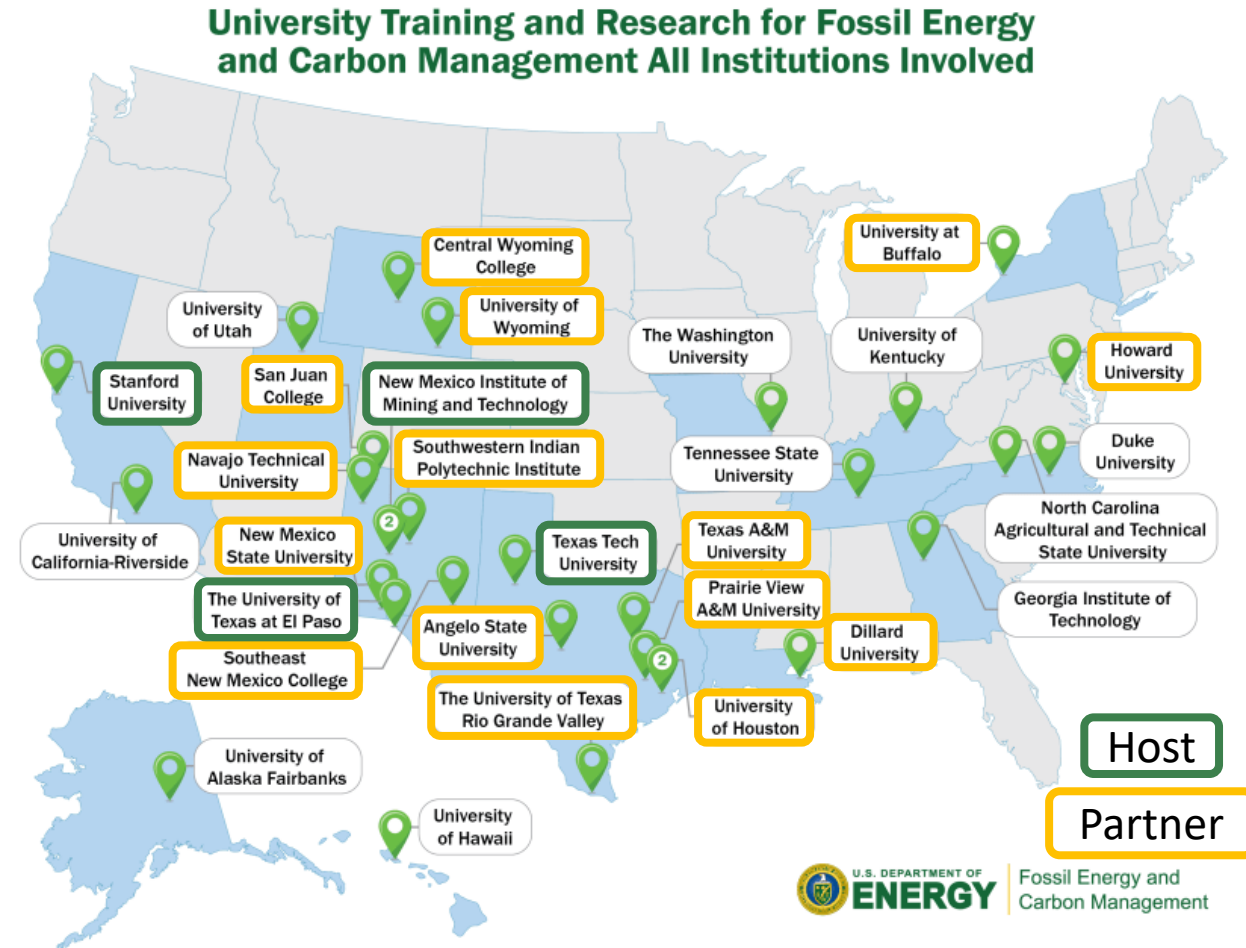 University Training and Research for Fossil Energy
and Carbon Management All Institutions Involved
Central Wyoming
College
University at
Buffalo
University
of Utah
University of
Wyoming
The Washington
University
University of
Kentucky
Howard
University
Stanford
University
San Juan
College
New Mexico Institute of
Mining and Technology
Southwestern Indian
Polytechnic Institute
Navajo Technical
University
Tennessee State
University
Duke
University
2
University of
California-Riverside
New Mexico
State University
Texas Tech
University
Texas A&M
University
North Carolina
Agricultural and Technical
State University
The University of
Texas at El Paso
Prairie View
A&M University
Georgia Institute of
Technology
Angelo State
University
Dillard
University
Southeast
New Mexico College
2
The University of Texas
Rio Grande Valley
University
of Houston
University of
Alaska Fairbanks
University
of Hawaii
Host
Partner
U.S. DEPARTMENT OF
ENERGY
Fossil Energy and
Carbon Management